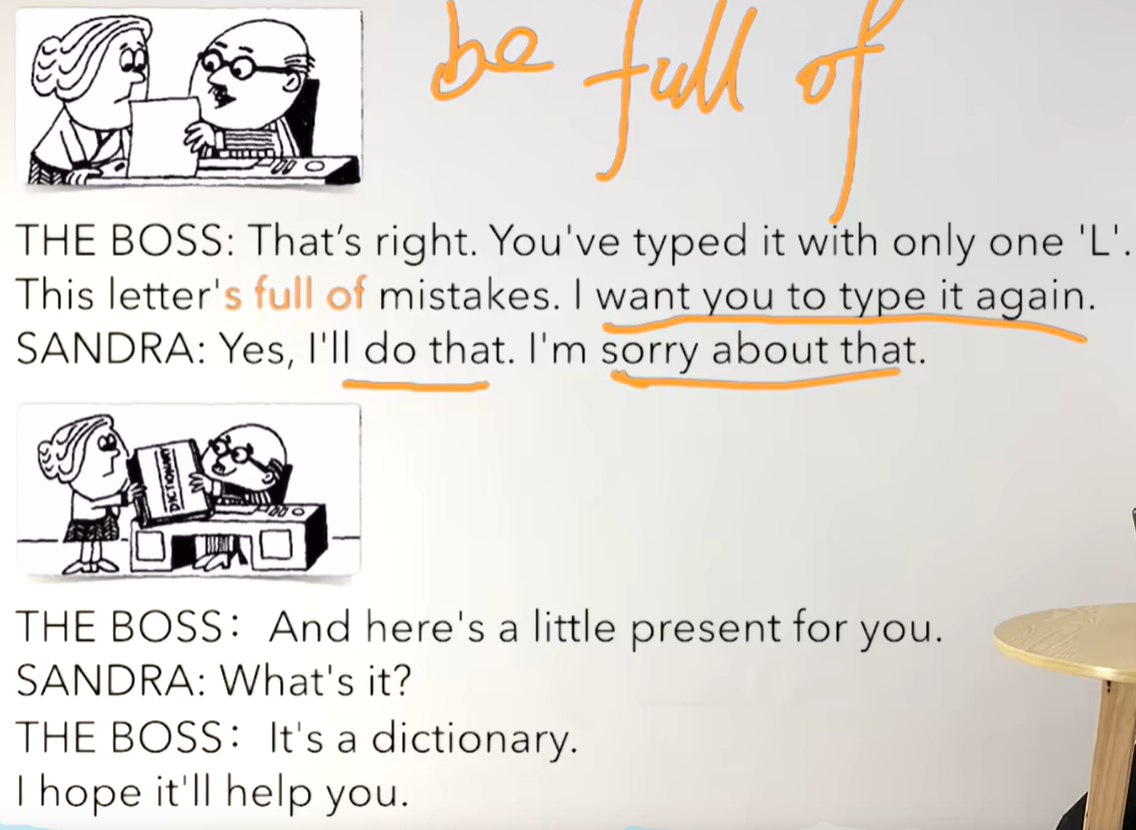 be full of
THE BOSS: That's right. You've typed it with only one 'L'.
This letter's full of mistakes. I want you to type it again.
SANDRA: Yes, I'll do that. I'm sorry about that.
DICTIONARY
THE BOSS: And here's a little present for you.
SANDRA: What's it?
THE BOSS: It's a dictionary.
I hope it'll help you.